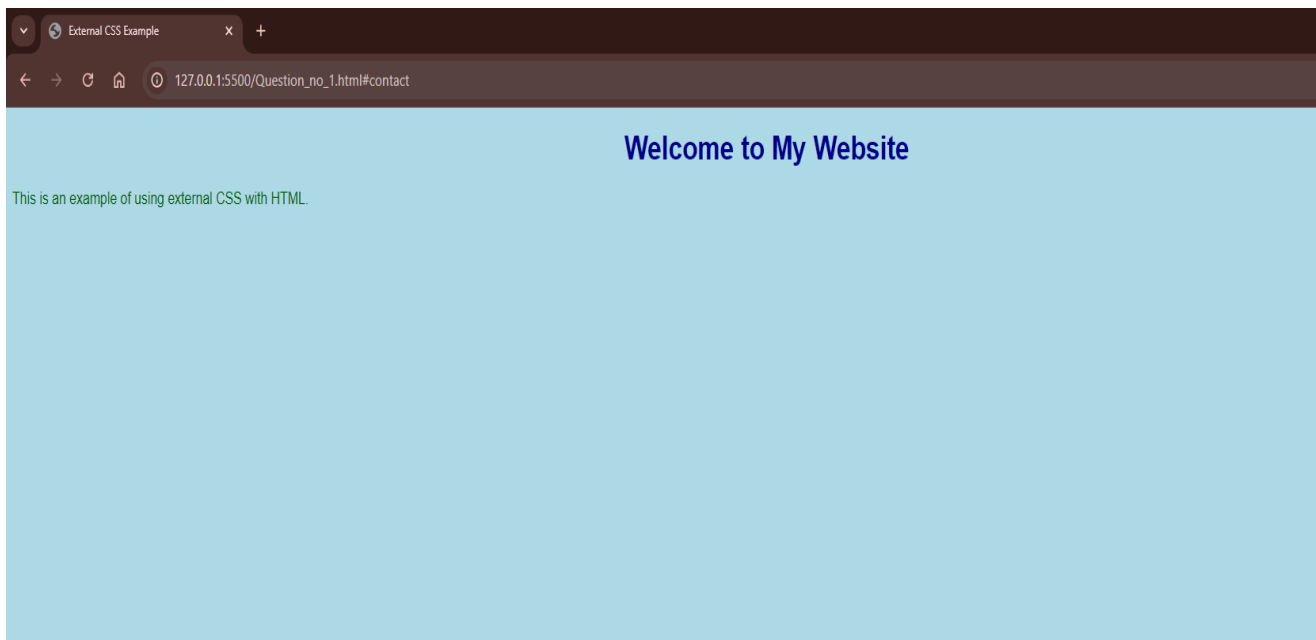 External CSS Example
127.0.0.1:5500/Question_no_1.html#contact
Welcome to My Website
This is an example of using external CSS with HTML.